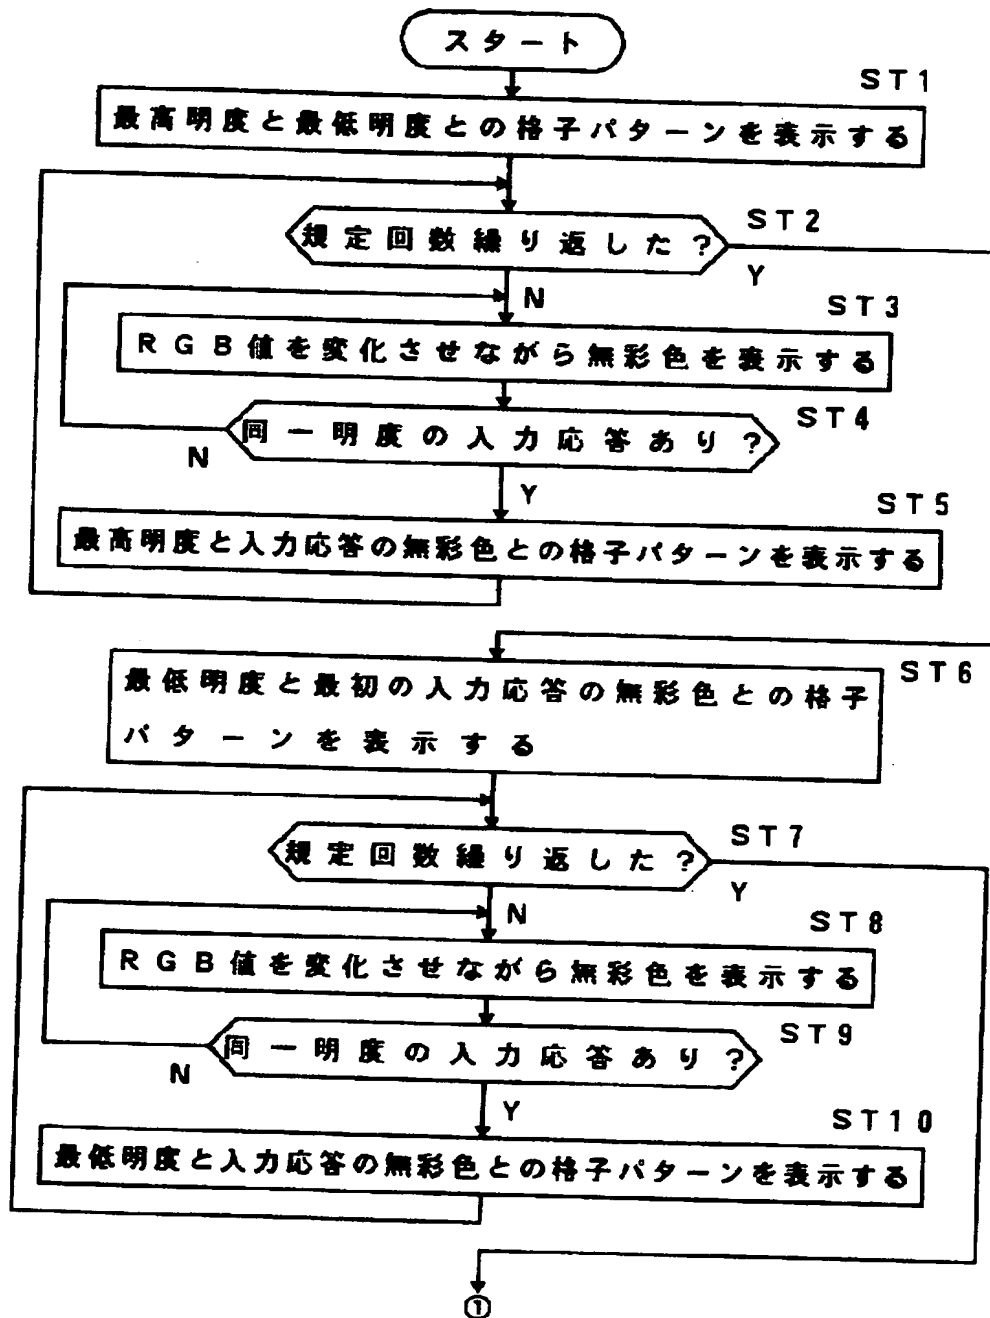 スタート
ST1
最高明度と最低明度との格子パターンを表示する
規定回数繰り返した?
ST2
Y
N
ST3
RGB値を変化させながら無彩色を表示する
同一明度の入力応答あり?
ST4
N
Y
ST5
最高明度と入力応答の無彩色との格子パターンを表示する
ST6
最低明度と最初の入力応答の無彩色との格子
パターンを表示する
規定回数繰り返した?
ST7
Y
N
ST8
RGB値を変化させながら無彩色を表示する
同一明度の入力応答あり?
ST9
N
Y
ST10
最低明度と入力応答の無彩色との格子パターンを表示する
①